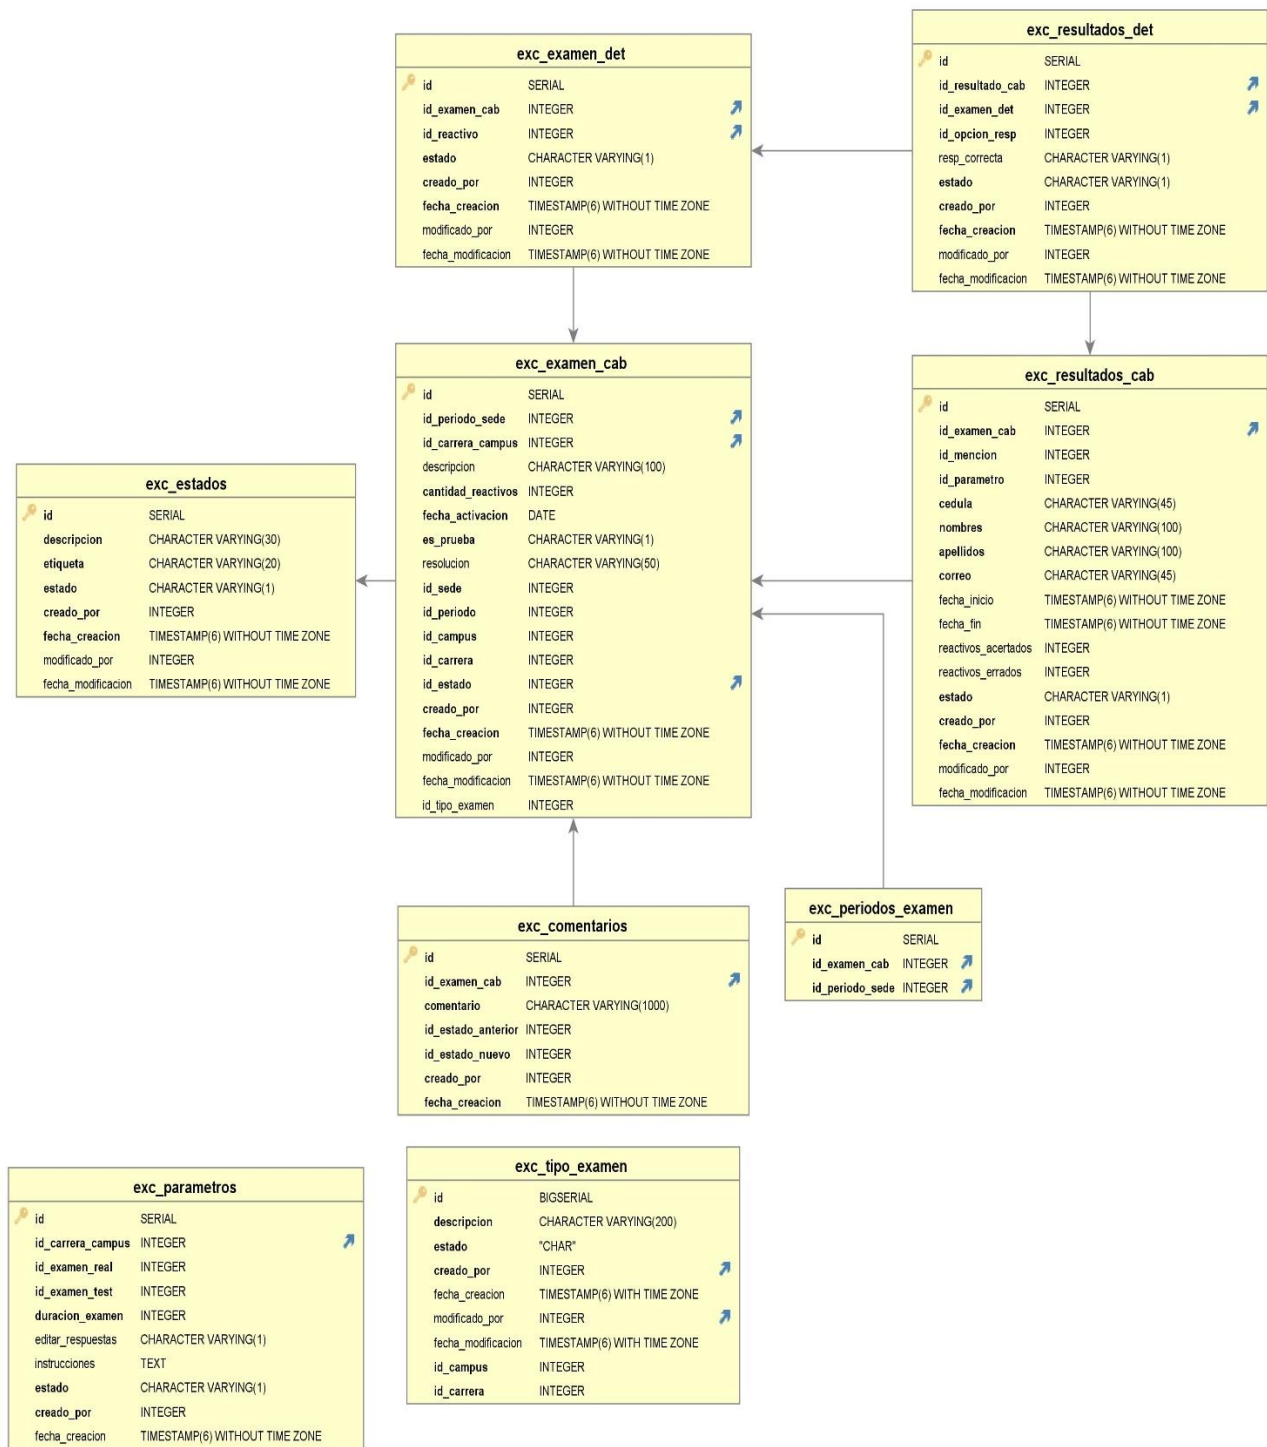 exc_examen_det
id SERIAL
id_examen_cab INTEGER
id_reactivo INTEGER
estado CHARACTER VARYING(1)
creado_por INTEGER
fecha_creacion TIMESTAMP(6) WITHOUT TIME ZONE
modificado_por INTEGER
fecha_modificacion TIMESTAMP(6) WITHOUT TIME ZONE
exc_resultados_det
id SERIAL
id_resultado_cab INTEGER
id_examen_det INTEGER
id_opcion_resp INTEGER
resp_correcta CHARACTER VARYING(1)
estado CHARACTER VARYING(1)
creado_por INTEGER
fecha_creacion TIMESTAMP(6) WITHOUT TIME ZONE
modificado_por INTEGER
fecha_modificacion TIMESTAMP(6) WITHOUT TIME ZONE
exc_estados
id SERIAL
descripcion CHARACTER VARYING(30)
etiqueta CHARACTER VARYING(20)
estado CHARACTER VARYING(1)
creado_por INTEGER
fecha_creacion TIMESTAMP(6) WITHOUT TIME ZONE
modificado_por INTEGER
fecha_modificacion TIMESTAMP(6) WITHOUT TIME ZONE
exc_examen_cab
id SERIAL
id_periodo_sede INTEGER
id_carrera_campus INTEGER
descripcion CHARACTER VARYING(100)
cantidad_reactivos INTEGER
fecha_activacion DATE
es_prueba CHARACTER VARYING(1)
resolucion CHARACTER VARYING(50)
id_sede INTEGER
id_periodo INTEGER
id_campus INTEGER
id_carrera INTEGER
id_estado INTEGER
creado_por INTEGER
fecha_creacion TIMESTAMP(6) WITHOUT TIME ZONE
modificado_por INTEGER
fecha_modificacion TIMESTAMP(6) WITHOUT TIME ZONE
id_tipo_examen INTEGER
exc_resultados_cab
id SERIAL
id_examen_cab INTEGER
id_mencion INTEGER
id_parametro INTEGER
cedula CHARACTER VARYING(45)
nombres CHARACTER VARYING(100)
apellidos CHARACTER VARYING(100)
correo CHARACTER VARYING(45)
fecha_inicio TIMESTAMP(6) WITHOUT TIME ZONE
fecha_fin TIMESTAMP(6) WITHOUT TIME ZONE
reactivos_acertados INTEGER
reactivos_errados INTEGER
estado CHARACTER VARYING(1)
creado_por INTEGER
fecha_creacion TIMESTAMP(6) WITHOUT TIME ZONE
modificado_por INTEGER
fecha_modificacion TIMESTAMP(6) WITHOUT TIME ZONE
exc_comentarios
id SERIAL
id_examen_cab INTEGER
comentario CHARACTER VARYING(1000)
id_estado_anterior INTEGER
id_estado_nuevo INTEGER
creado_por INTEGER
fecha_creacion TIMESTAMP(6) WITHOUT TIME ZONE
exc_periodos_examen
id SERIAL
id_examen_cab INTEGER
id_periodo_sede INTEGER
exc_parametros
id SERIAL
id_carrera_campus INTEGER
id_examen_real INTEGER
id_examen_test INTEGER
duracion_examen INTEGER
editar_respuestas CHARACTER VARYING(1)
instrucciones TEXT
estado CHARACTER VARYING(1)
creado_por INTEGER
fecha_creacion TIMESTAMP(6) WITHOUT TIME ZONE
exc_tipo_examen
id BIGSERIAL
descripcion CHARACTER VARYING(200)
estado "CHAR"
creado_por INTEGER
fecha_creacion TIMESTAMP(6) WITH TIME ZONE
modificado_por INTEGER
fecha_modificacion TIMESTAMP(6) WITH TIME ZONE
id_campus INTEGER
id_carrera INTEGER